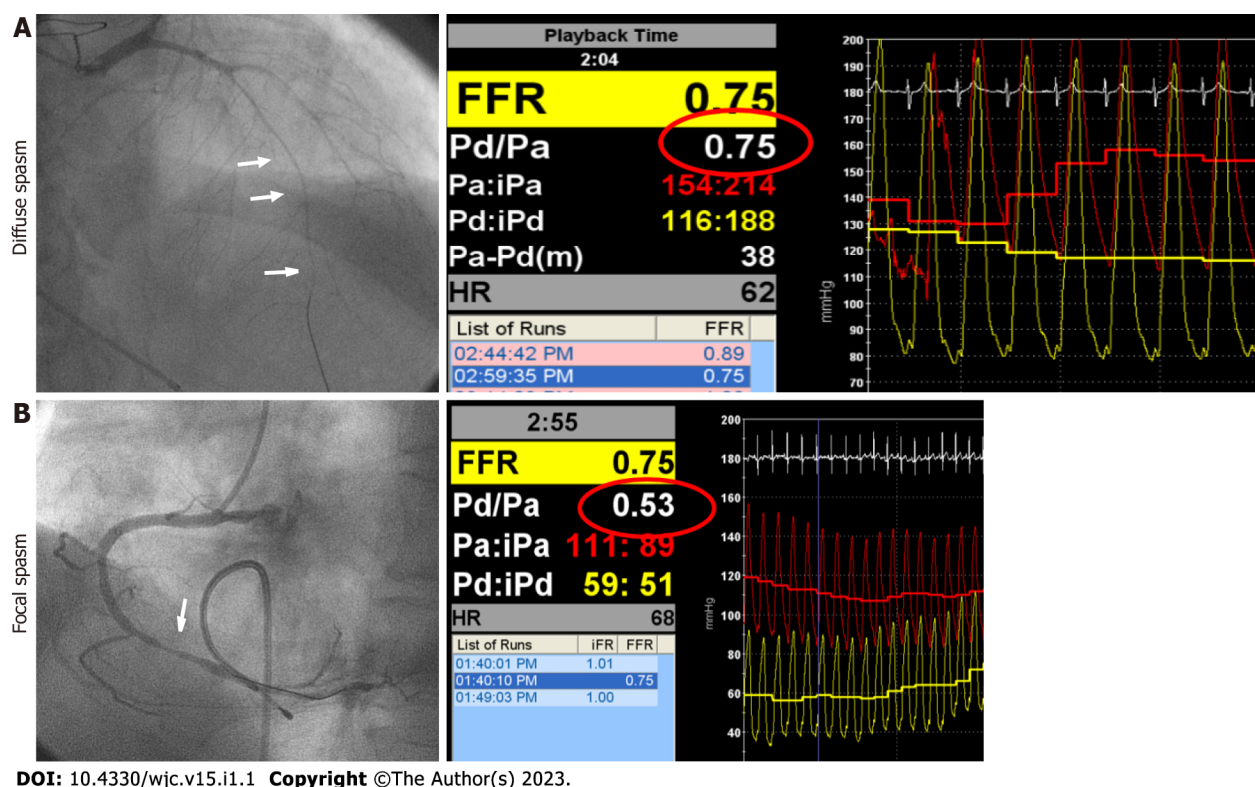 A
Diffuse spasm
Playback Time
2:04
FFR 0.75
Pd/Pa 0.75
Pa:iPa 154:214
Pd:iPd 116:188
Pa-Pd(m) 38
HR 62
List of Runs FFR
02:44:42 PM 0.89
02:59:35 PM 0.75
200
190
180
170
160
150
140
130
120
110
100
90
80
70
mmHg
B
Focal spasm
2:55
FFR 0.75
Pd/Pa 0.53
Pa:iPa 111: 89
Pd:iPd 59: 51
HR 68
List of Runs iFR FFR
01:40:01 PM 1.01
01:40:10 PM 0.75
01:49:03 PM 1.00
200
180
160
140
120
100
80
60
40
mmHg
DOI: 10.4330/wjc.v15.i1.1 Copyright ©The Author(s) 2023.